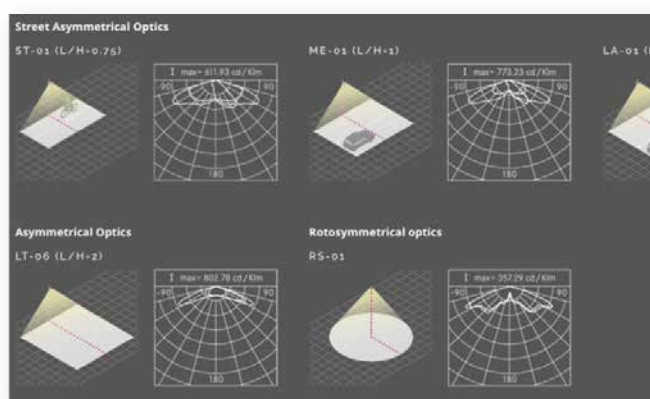 Street Asymmetrical Optics
ST-01 (L/H=0.75)
I max= 611.93 cd/Klm
-90 90
180
ME-01 (L/H=1)
I max= 773.23 cd/Klm
-90 90
180
LA-01 (
Asymmetrical Optics
LT-06 (L/H=2)
I max= 802.78 cd/Klm
-90 90
180
Rotosymmetrical optics
RS-01
I max= 357.29 cd/Klm
-90 90
180